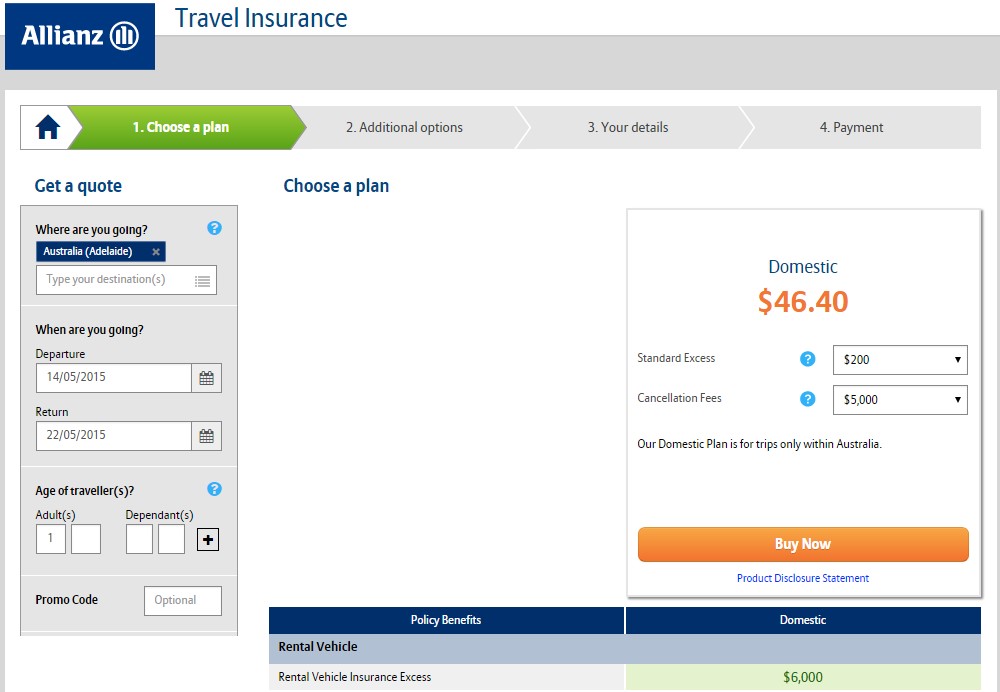 Allianz
Travel Insurance
1. Choose a plan
2. Additional options
3. Your details
4. Payment
Get a quote
Where are you going?
?
Australia (Adelaide) ×
Type your destination(s)
When are you going?
Departure
14/05/2015
Return
22/05/2015
Age of traveller(s)?
?
Adult(s)
Dependant(s)
1
+
Promo Code
Optional
Choose a plan
Domestic
$46.40
Standard Excess
?
$200
Cancellation Fees
?
$5,000
Our Domestic Plan is for trips only within Australia.
Buy Now
Product Disclosure Statement
Policy Benefits
Domestic
Rental Vehicle
Rental Vehicle Insurance Excess
$6,000